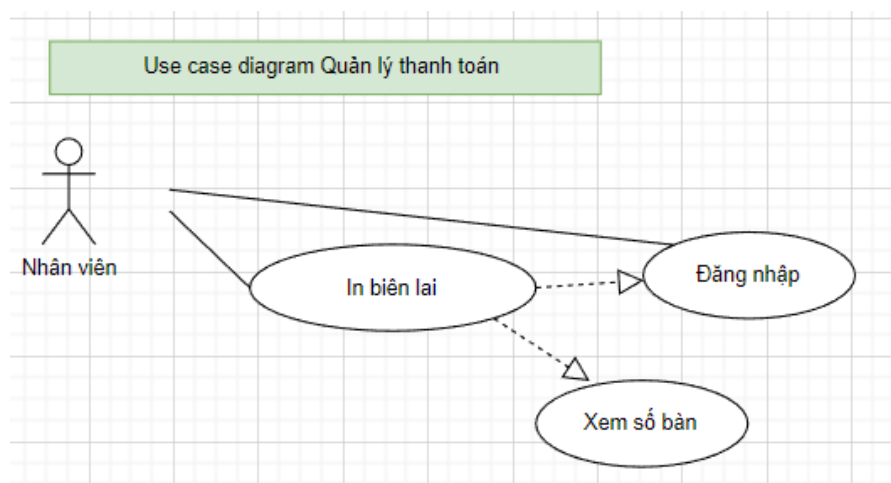 Use case diagram Quản lý thanh toán
Nhân viên
In biên lai
Đăng nhập
Xem số bàn